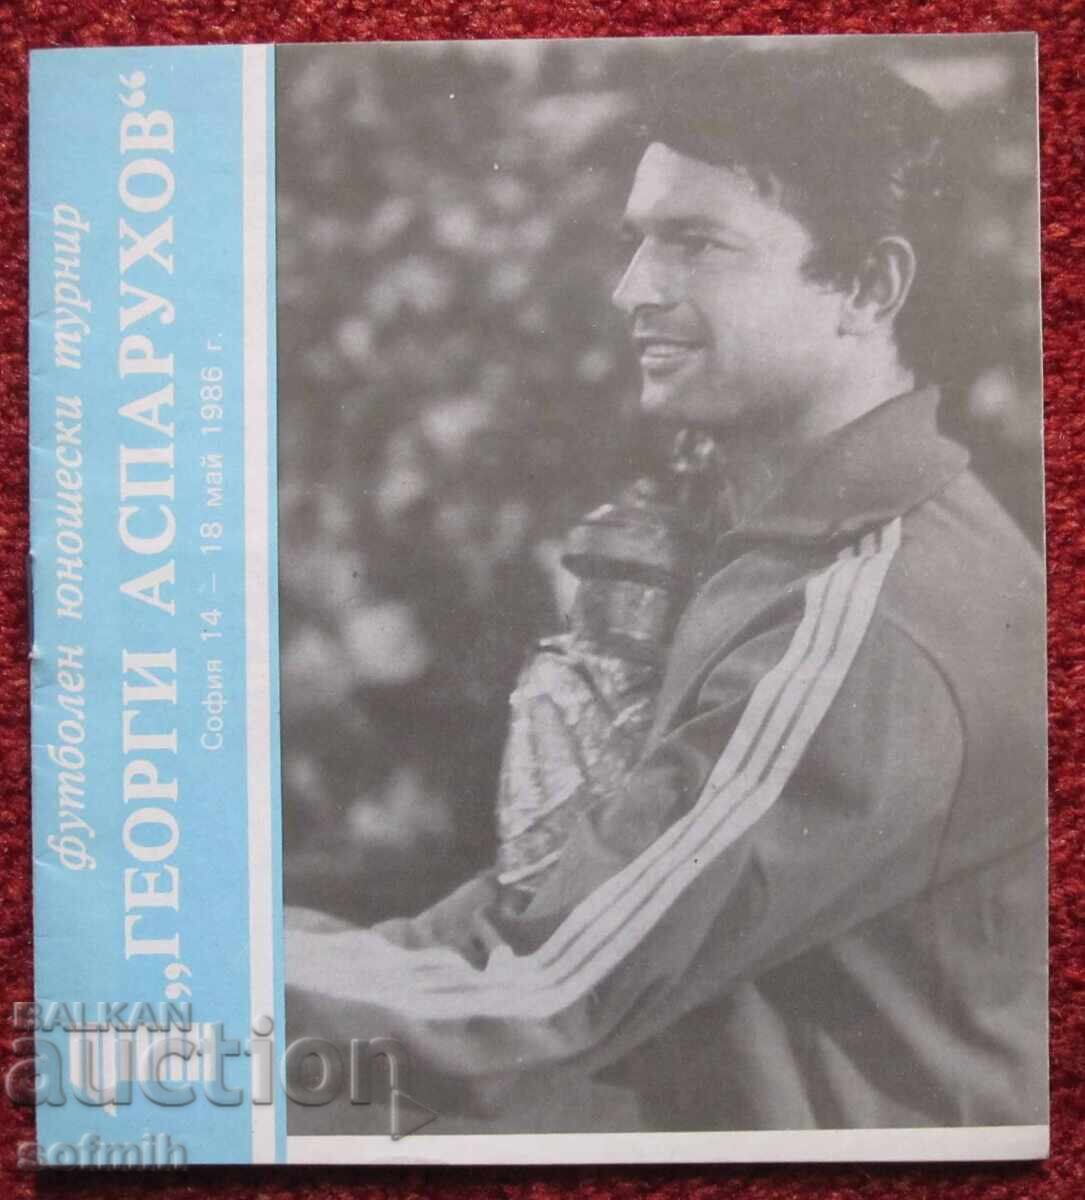 футболен юношески турнир
„ГЕОРГИ АСПАРУХОВ“
София 14 – 18 май 1986 г.
BALKAN
auction
sofmih